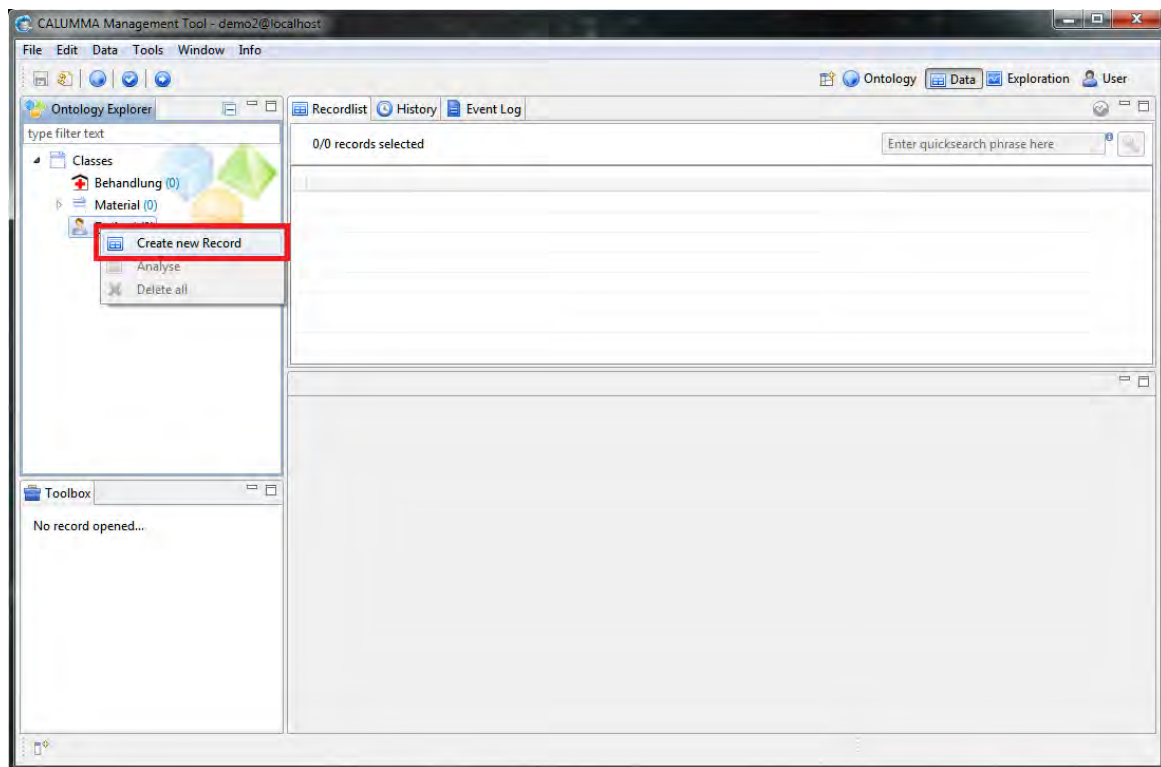 CALUMMA Management Tool - demo2@localhost
File Edit Data Tools Window Info
Ontology Data Exploration User
Ontology Explorer
Recordlist History Event Log
type filter text
0/0 records selected
Enter quicksearch phrase here
Classes
Behandlung (0)
Material (0)
Create new Record
Analyse
Delete all
Toolbox
No record opened...